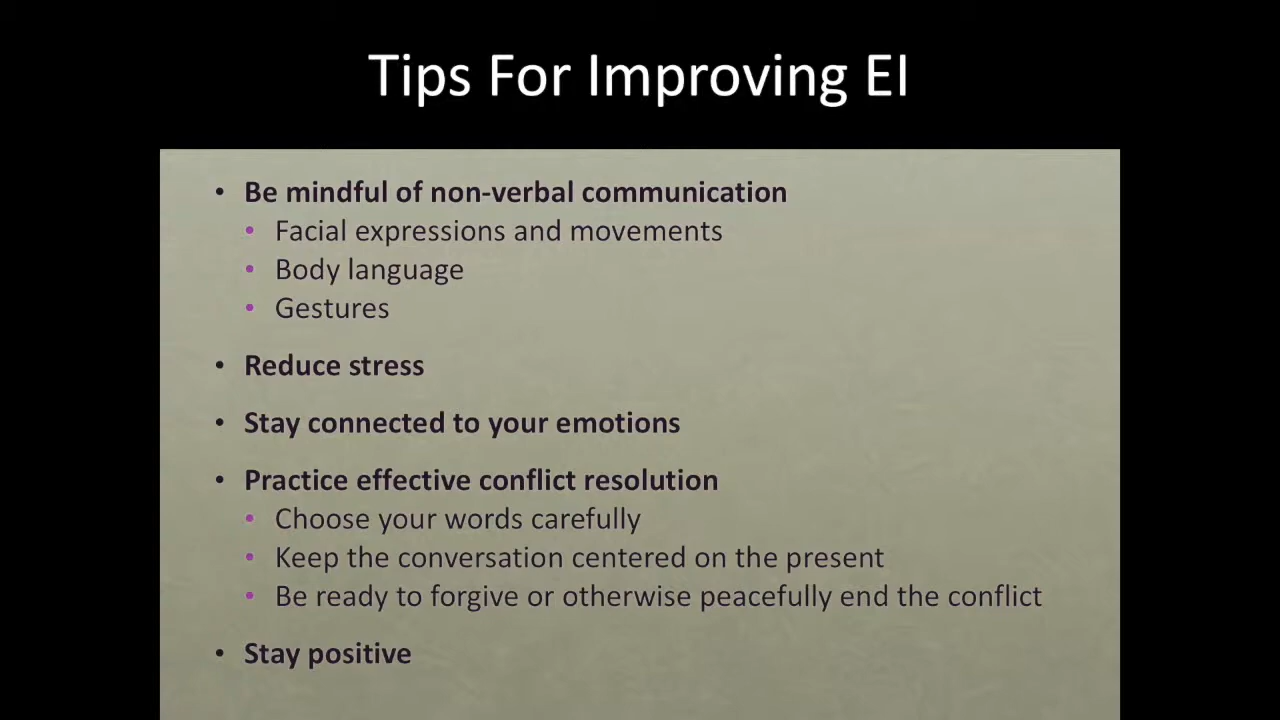 Tips For Improving EI
• Be mindful of non-verbal communication
• Facial expressions and movements
• Body language
• Gestures
• Reduce stress
• Stay connected to your emotions
• Practice effective conflict resolution
• Choose your words carefully
• Keep the conversation centered on the present
• Be ready to forgive or otherwise peacefully end the conflict
• Stay positive